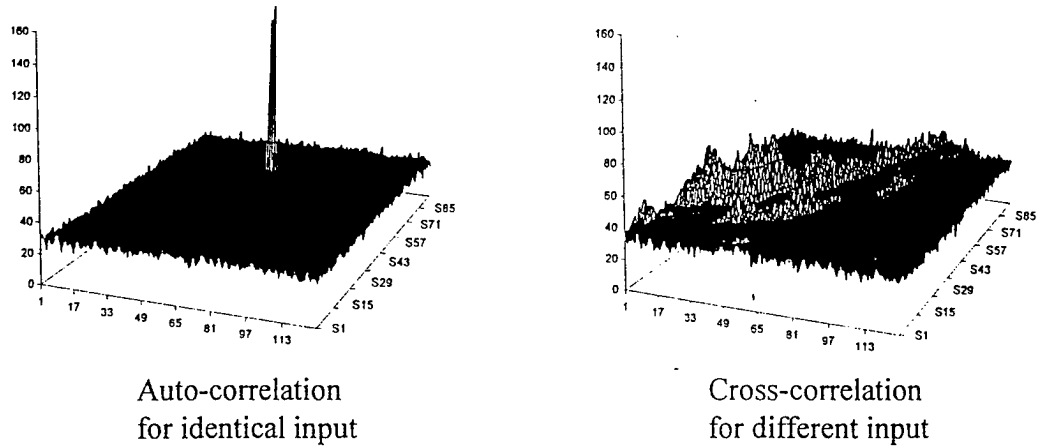 160
140
120
100
80
60
40
20
0
1
17
33
49
65
81
97
113
S1
S15
S29
S43
S57
S71
S85
Auto-correlation
for identical input
160
140
120
100
80
60
40
20
0
1
17
33
49
65
81
97
113
S1
S15
S29
S43
S57
S71
S85
Cross-correlation
for different input